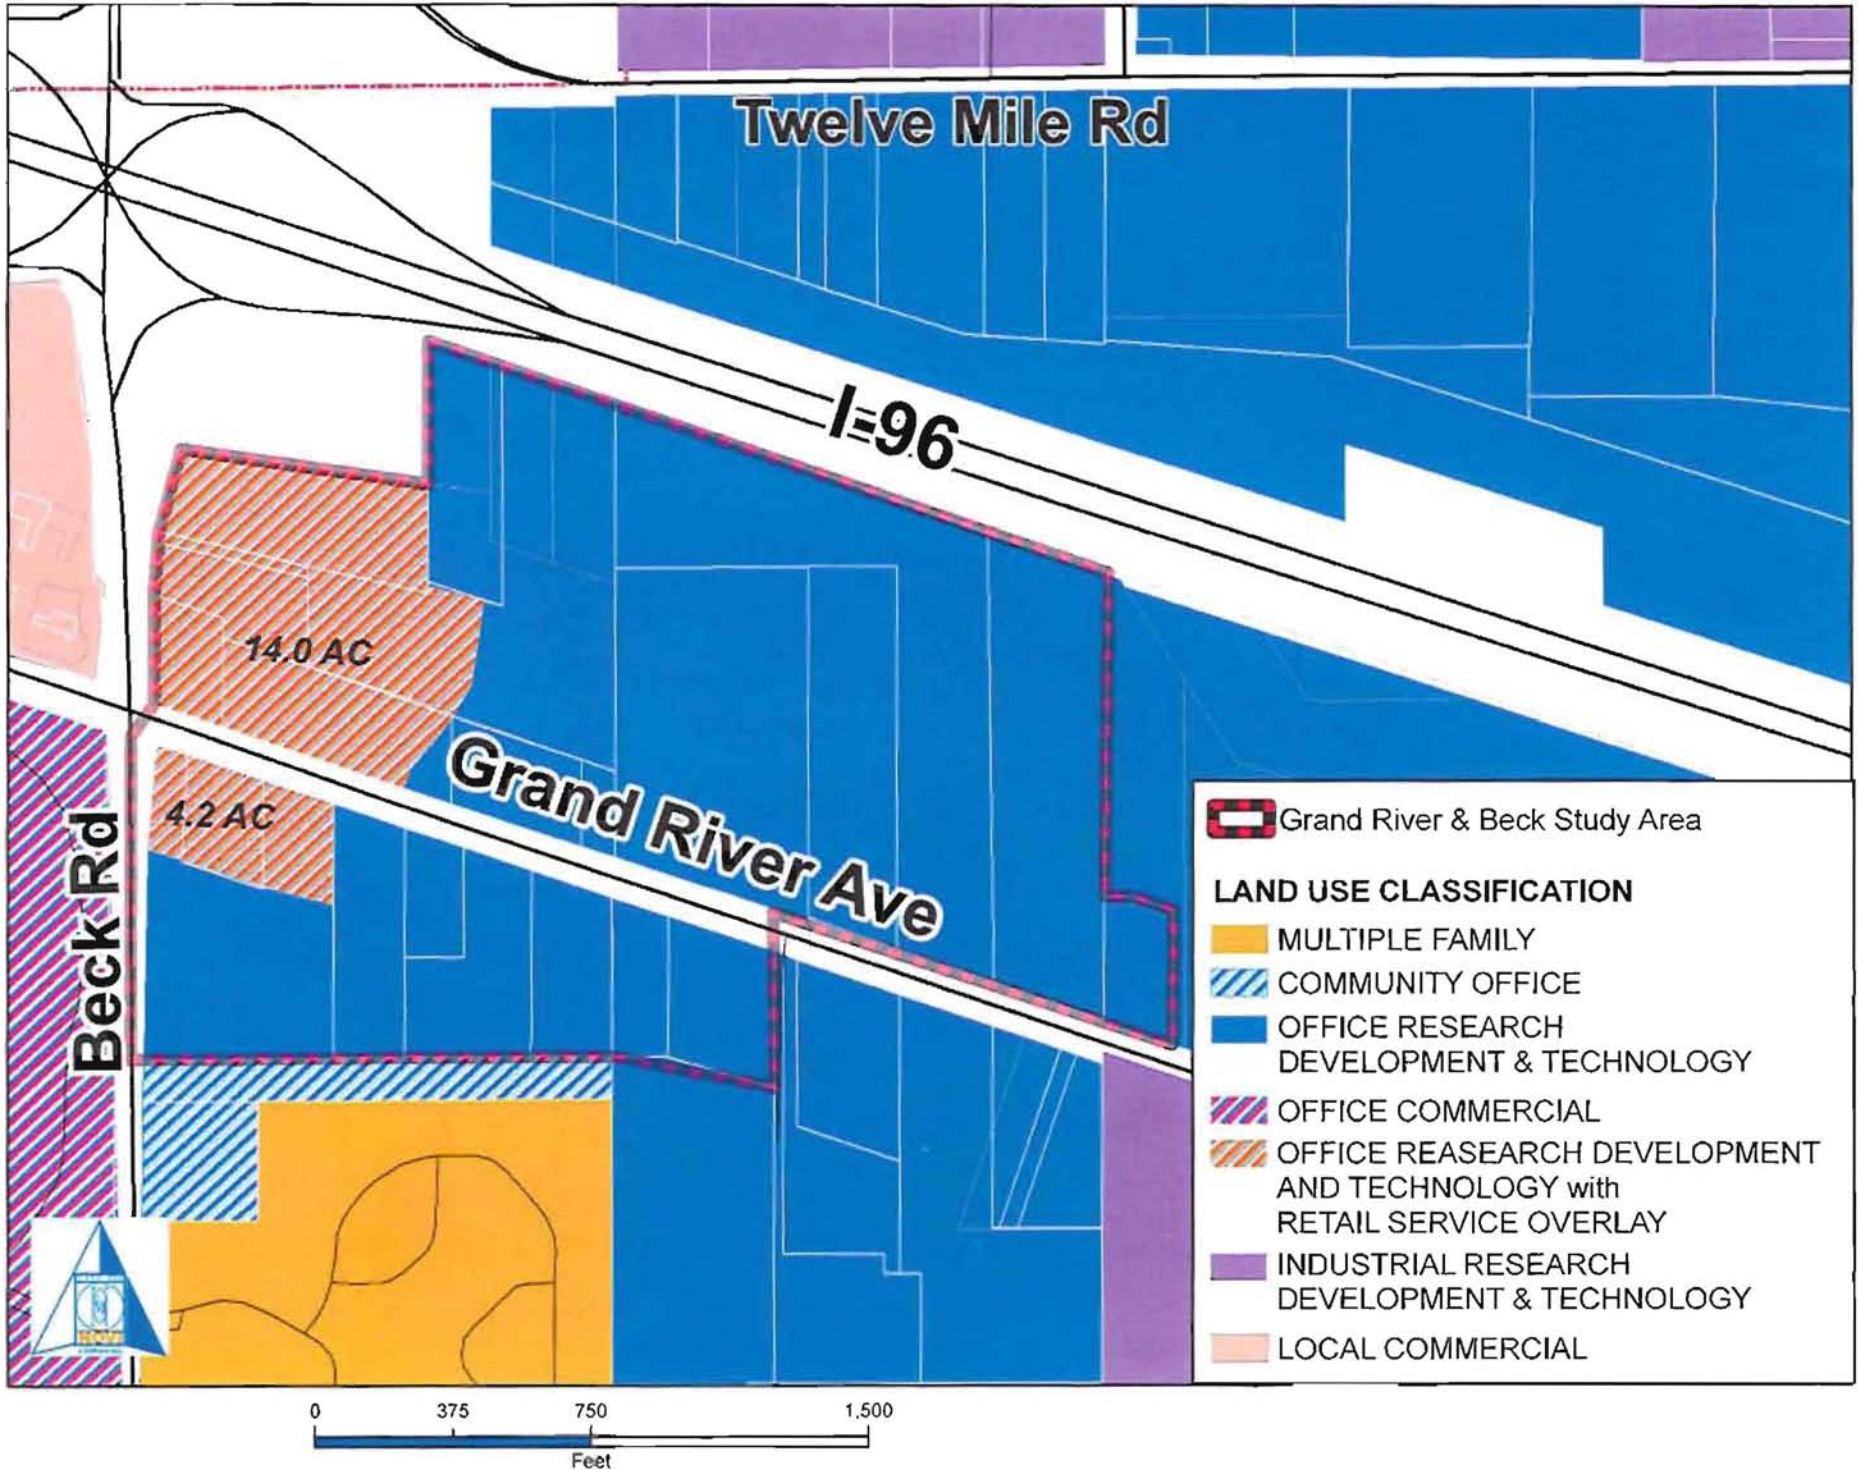 Twelve Mile Rd
I-96
14.0 AC
Grand River Ave
4.2 AC
Beck Rd
Grand River & Beck Study Area
LAND USE CLASSIFICATION
MULTIPLE FAMILY
COMMUNITY OFFICE
OFFICE RESEARCH
DEVELOPMENT & TECHNOLOGY
OFFICE COMMERCIAL
OFFICE REASEARCH DEVELOPMENT
AND TECHNOLOGY with
RETAIL SERVICE OVERLAY
INDUSTRIAL RESEARCH
DEVELOPMENT & TECHNOLOGY
LOCAL COMMERCIAL
0 375 750 1,500
Feet